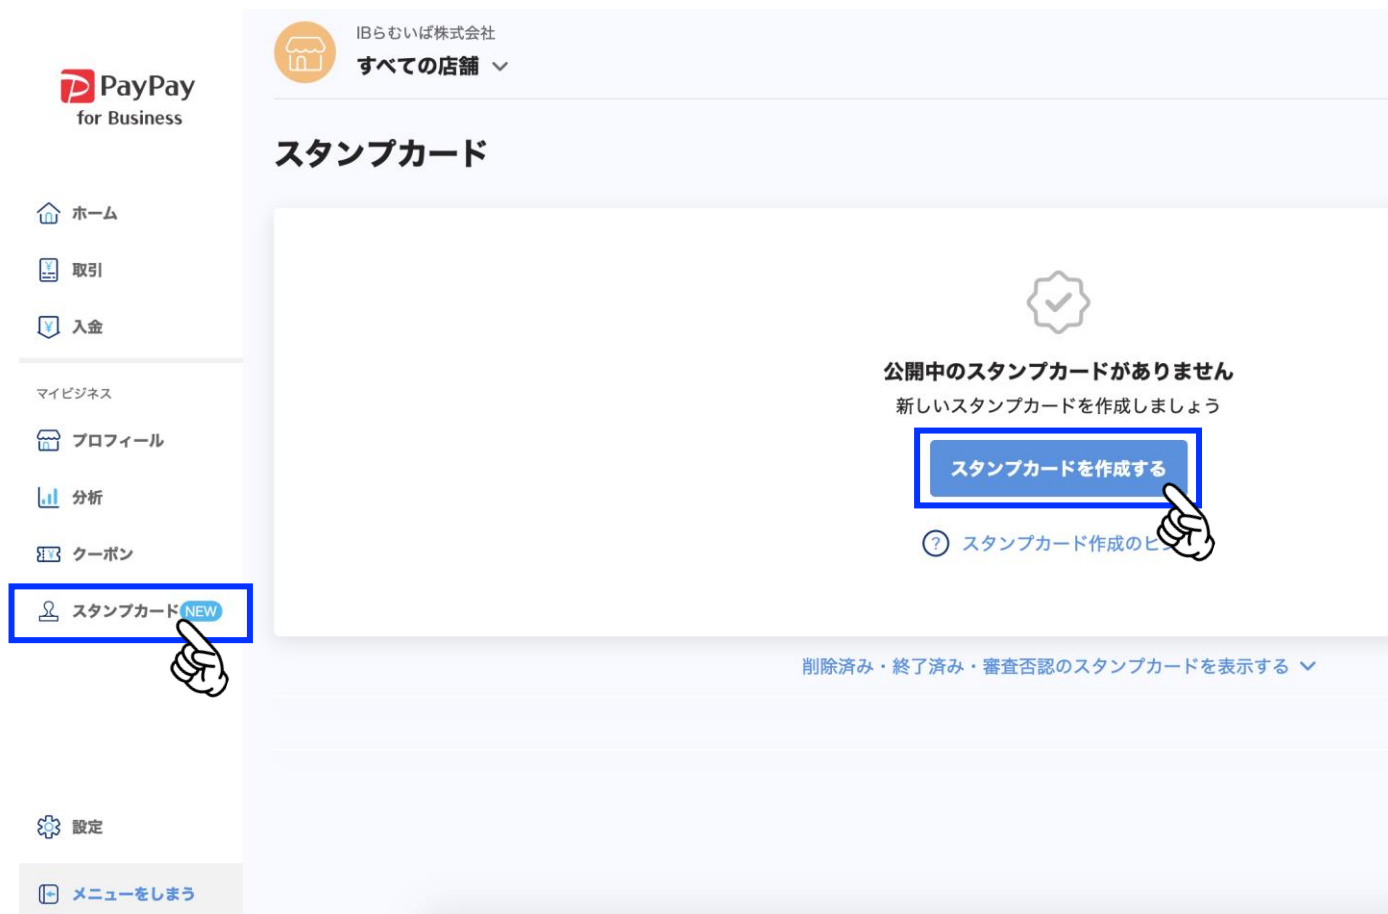 PayPay
for Business
ホーム
取引
入金
マイビジネス
プロフィール
分析
クーポン
スタンプカード NEW
設定
メニューをしまう
IBらむいば株式会社
すべての店舗
スタンプカード
公開中のスタンプカードがありません
新しいスタンプカードを作成しましょう
スタンプカードを作成する
? スタンプカード作成のヒ
削除済み・終了済み・審査否認のスタンプカードを表示する